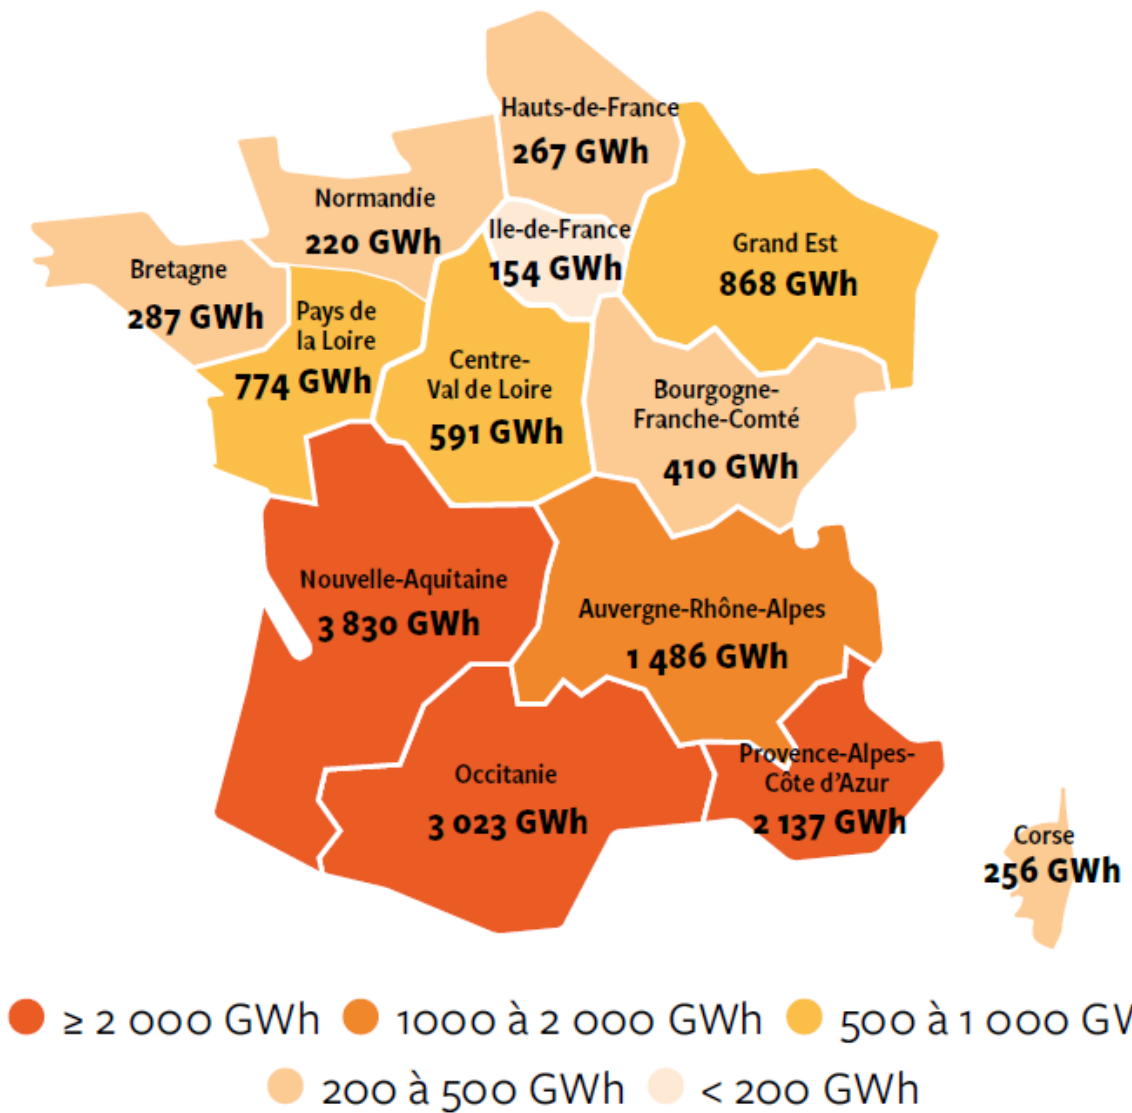 Hauts-de-France
267 GWh
Normandie
220 GWh
Ile-de-France
154 GWh
Grand Est
868 GWh
Bretagne
287 GWh
Pays de
la Loire
774 GWh
Centre-
Val de Loire
591 GWh
Bourgogne-
Franche-Comté
410 GWh
Nouvelle-Aquitaine
3 830 GWh
Auvergne-Rhône-Alpes
1 486 GWh
Occitanie
3 023 GWh
Provence-Alpes-
Côte d’Azur
2 137 GWh
Corse
256 GWh
≥ 2 000 GWh 1000 à 2 000 GWh 500 à 1 000 GW
200 à 500 GWh < 200 GWh